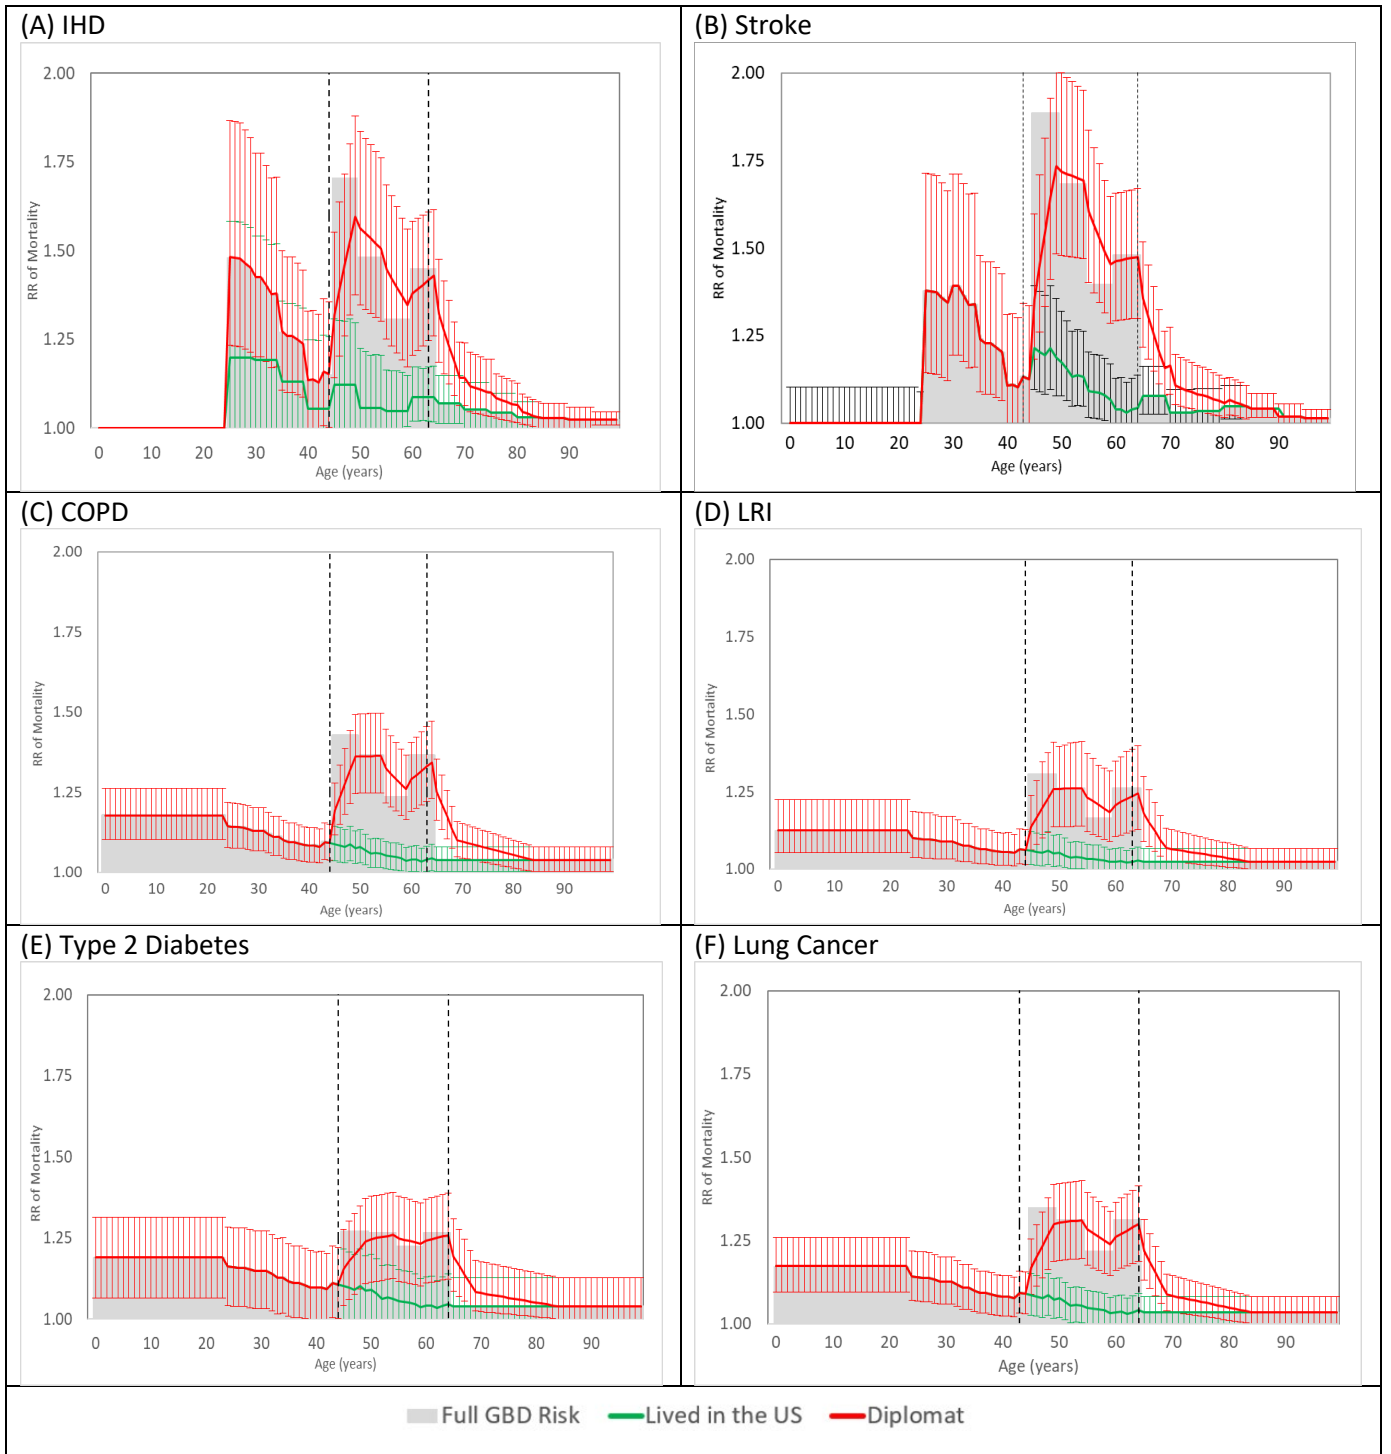 (A) IHD
2.00
1.75
1.50
1.25
1.00
RR of Mortality
0 10 20 30 40 50 60 70 80 90
Age (years)
(B) Stroke
2.00
1.75
1.50
1.25
1.00
RR of Mortality
0 10 20 30 40 50 60 70 80 90
Age (years)
(C) COPD
2.00
1.75
1.50
1.25
1.00
RR of Mortality
0 10 20 30 40 50 60 70 80 90
Age (years)
(D) LRI
2.00
1.75
1.50
1.25
1.00
RR of Mortality
0 10 20 30 40 50 60 70 80 90
Age (years)
(E) Type 2 Diabetes
2.00
1.75
1.50
1.25
1.00
RR of Mortality
0 10 20 30 40 50 60 70 80 90
Age (years)
(F) Lung Cancer
2.00
1.75
1.50
1.25
1.00
RR of Mortality
0 10 20 30 40 50 60 70 80 90
Age (years)
Full GBD Risk Lived in the US Diplomat